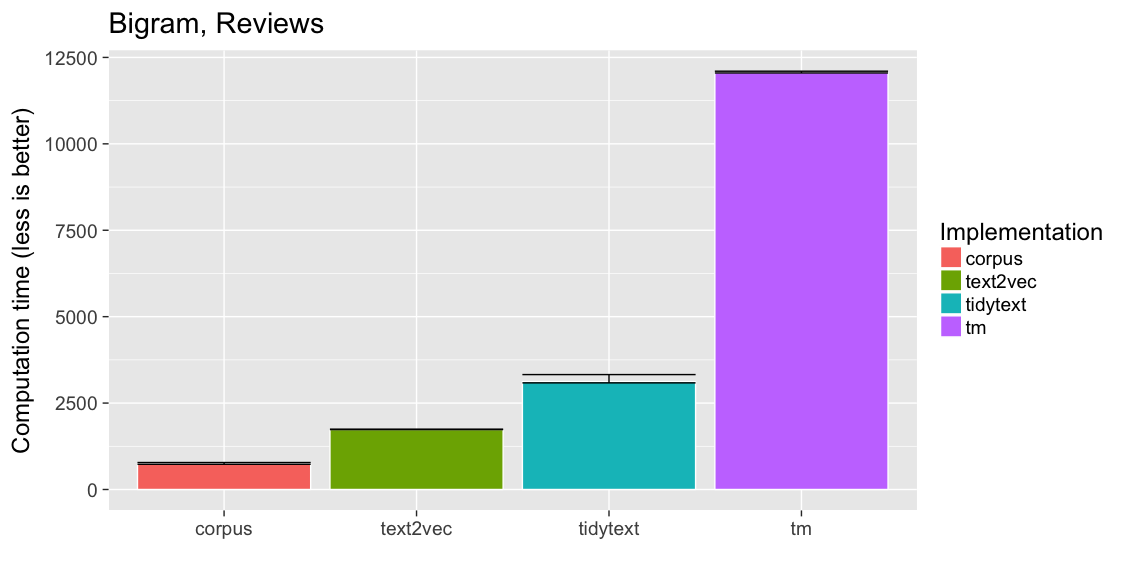 Bigram, Reviews
Computation time (less is better)
12500
10000
7500
5000
2500
0
corpus
text2vec
tidytext
tm
Implementation
corpus
text2vec
tidytext
tm